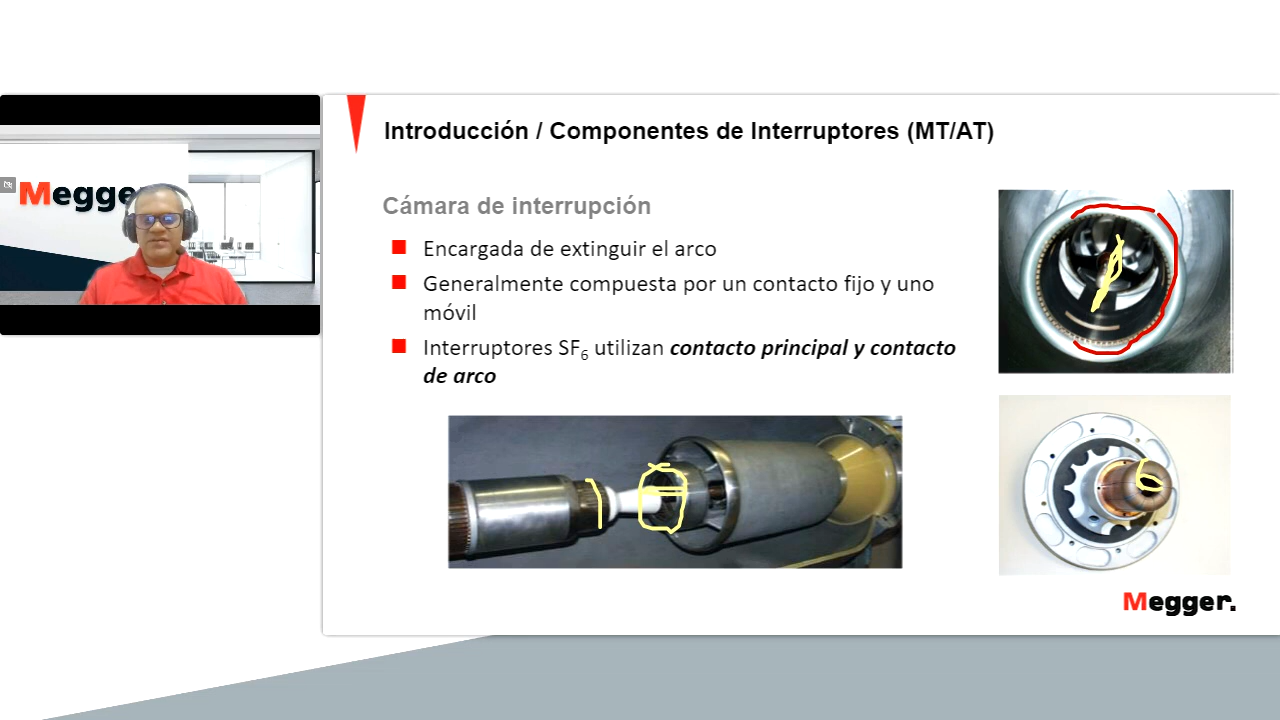 Megge
Introducción / Componentes de Interruptores (MT/AT)
Cámara de interrupción
Encargada de extinguir el arco
Generalmente compuesta por un contacto fijo y uno
móvil
Interruptores SF₆ utilizan contacto principal y contacto
de arco
Megger.